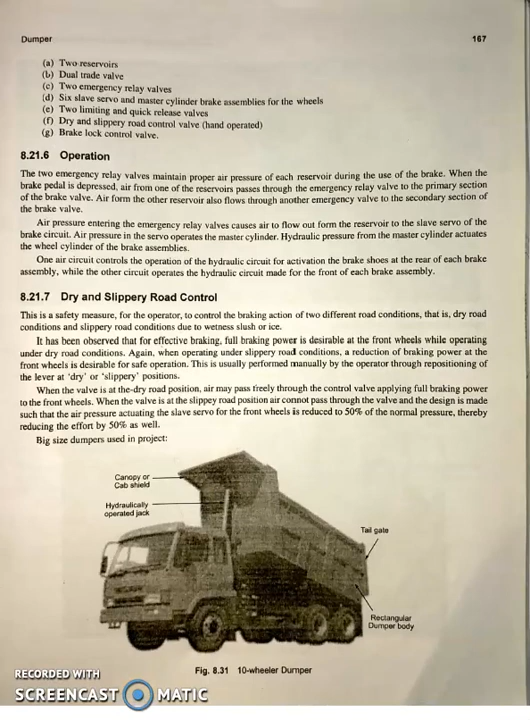 Dumper 167
(a) Two reservoirs
(b) Dual trade valve
(c) Two emergency relay valves
(d) Six slave servo and master cylinder brake assemblies for the wheels
(e) Two limiting and quick release valves
(f) Dry and slippery road control valve (hand operated)
(g) Brake lock control valve.
8.21.6 Operation
The two emergency relay valves maintain proper air pressure of each reservoir during the use of the brake. When the
brake pedal is depressed, air from one of the reservoirs passes through the emergency relay valve to the primary section
of the brake valve. Air form the other reservoir also flows through another emergency valve to the secondary section of
the brake valve.
Air pressure entering the emergency relay valves causes air to flow out form the reservoir to the slave servo of the
brake circuit. Air pressure in the servo operates the master cylinder. Hydraulic pressure from the master cylinder actuates
the wheel cylinder of the brake assemblies.
One air circuit controls the operation of the hydraulic circuit for activation the brake shoes at the rear of each brake
assembly, while the other circuit operates the hydraulic circuit made for the front of each brake assembly.
8.21.7 Dry and Slippery Road Control
This is a safety measure, for the operator, to control the braking action of two different road conditions, that is, dry road
conditions and slippery road conditions due to wetness slush or ice.
It has been observed that for effective braking, full braking power is desirable at the front wheels while operating
under dry road conditions. Again, when operating under slippery road conditions, a reduction of braking power at the
front wheels is desirable for safe operation. This is usually performed manually by the operator through repositioning of
the lever at 'dry' or 'slippery' positions.
When the valve is at the-dry road position, air may pass freely through the control valve applying full braking power
to the front wheels. When the valve is at the slippey road position air connot pass through the valve and the design is made
such that the air pressure actuating the slave servo for the front wheels is reduced to 50% of the normal pressure, thereby
reducing the effort by 50% as well.
Big size dumpers used in project:
Canopy or
Cab shield
Hydraulically
operated jack
Tail gate
Rectangular
Dumper body
Fig. 8.31 10-wheeler Dumper
RECORDED WITH
SCREENCAST MATIC